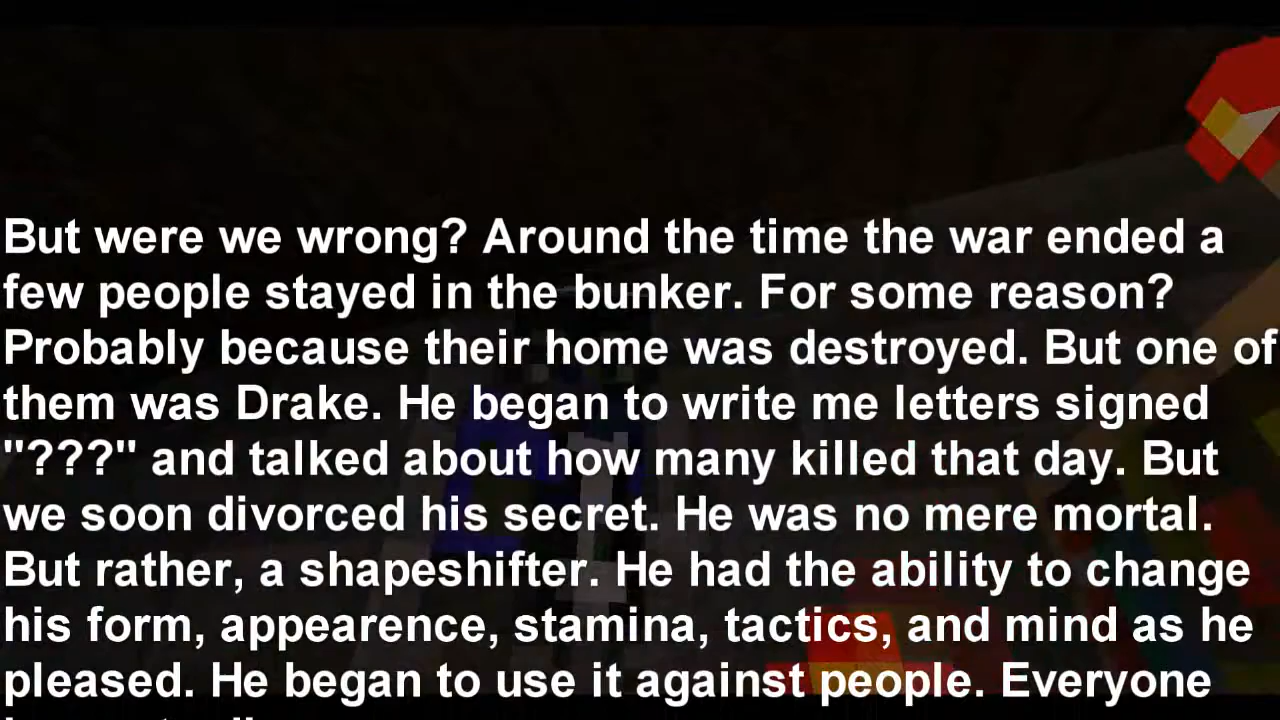 But were we wrong? Around the time the war ended a
few people stayed in the bunker. For some reason?
Probably because their home was destroyed. But one of
them was Drake. He began to write me letters signed
"???" and talked about how many killed that day. But
we soon divorced his secret. He was no mere mortal.
But rather, a shapeshifter. He had the ability to change
his form, appearence, stamina, tactics, and mind as he
pleased. He began to use it against people. Everyone